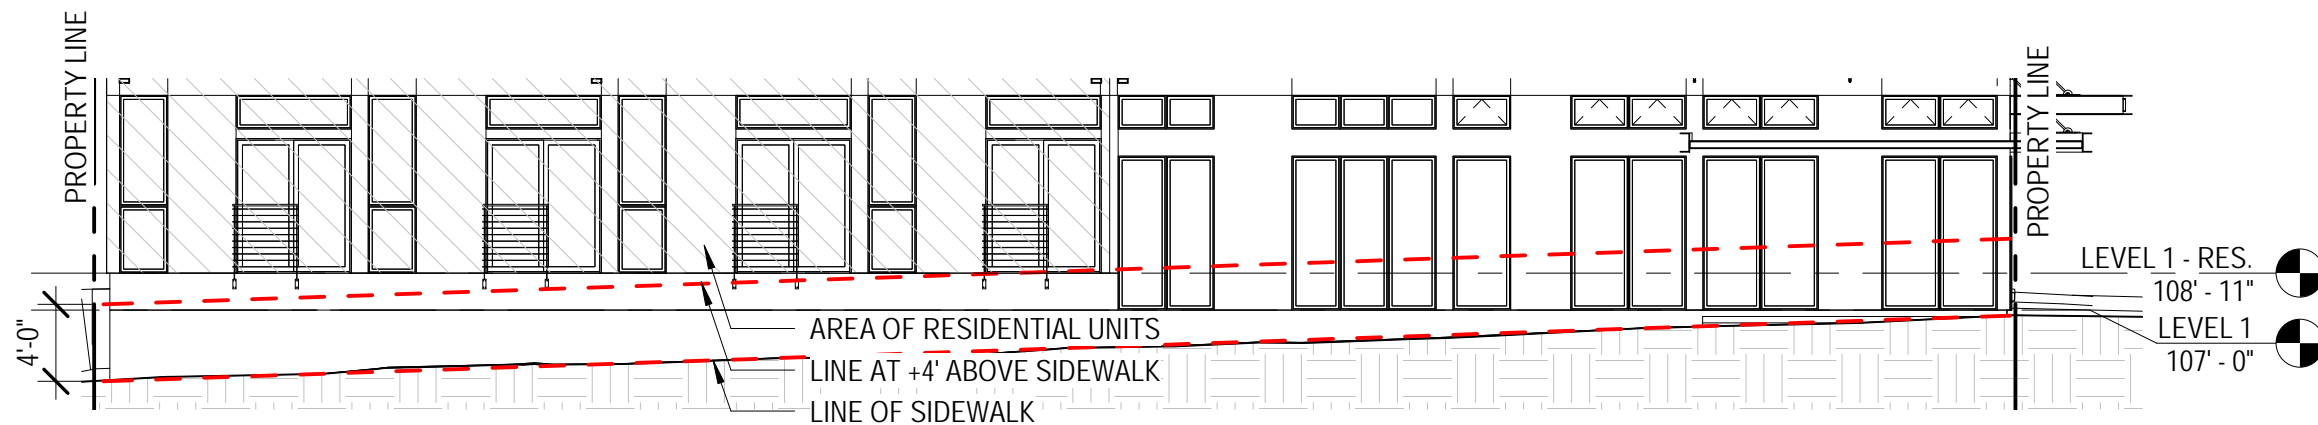 PROPERTY LINE
PROPERTY LINE
LEVEL 1 - RES.
108' - 11"
LEVEL 1
107' - 0"
4'-0"
AREA OF RESIDENTIAL UNITS
LINE AT +4' ABOVE SIDEWALK
LINE OF SIDEWALK